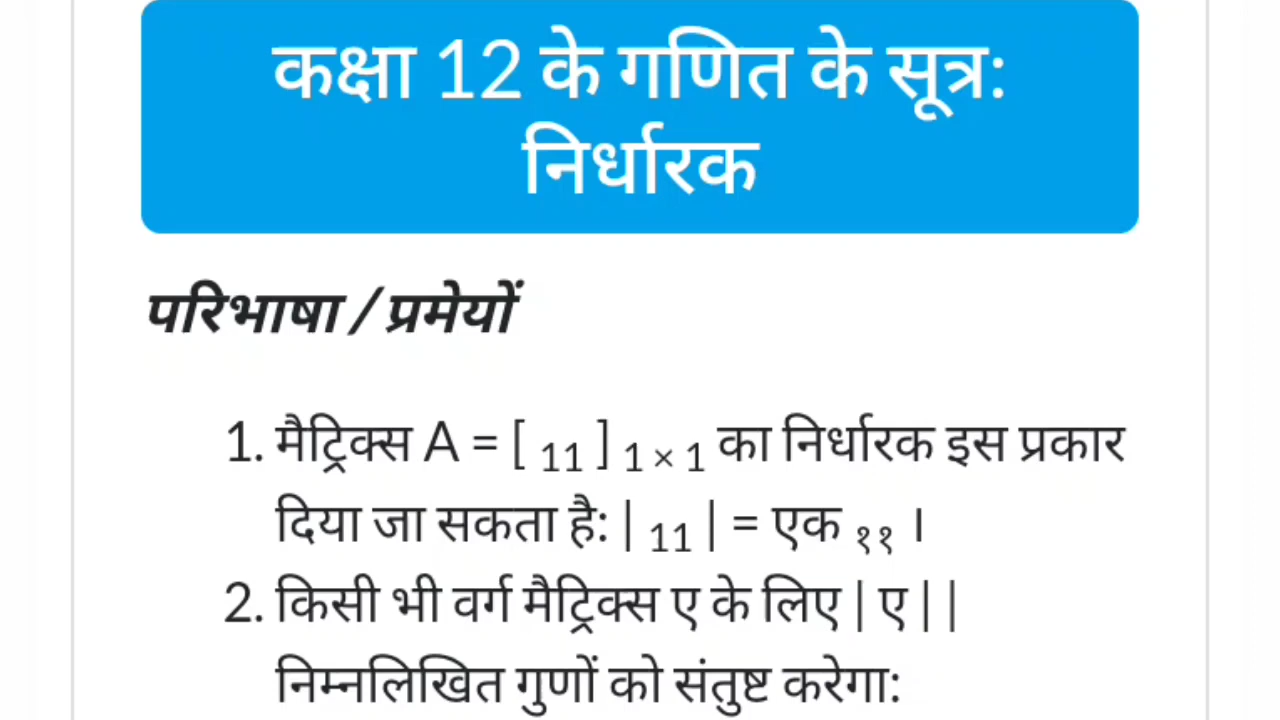 कक्षा 12 के गणित के सूत्र:
निर्धारक
परिभाषा / प्रमेयों
1. मैट्रिक्स A = [ 11 ] 1 × 1 का निर्धारक इस प्रकार
दिया जा सकता है: | 11 | = एक ११ ।
2. किसी भी वर्ग मैट्रिक्स ए के लिए | ए | |
निम्नलिखित गुणों को संतुष्ट करेगा: